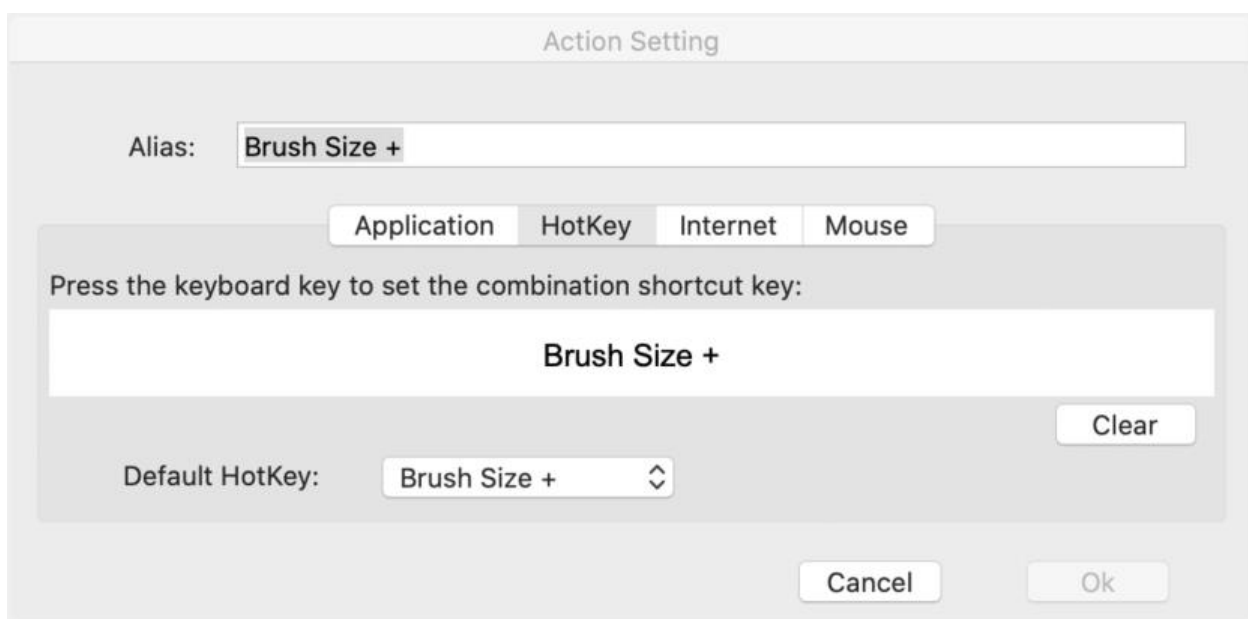 Action Setting
Alias: Brush Size +
Application HotKey Internet Mouse
Press the keyboard key to set the combination shortcut key:
Brush Size +
Clear
Default HotKey: Brush Size +
Cancel Ok